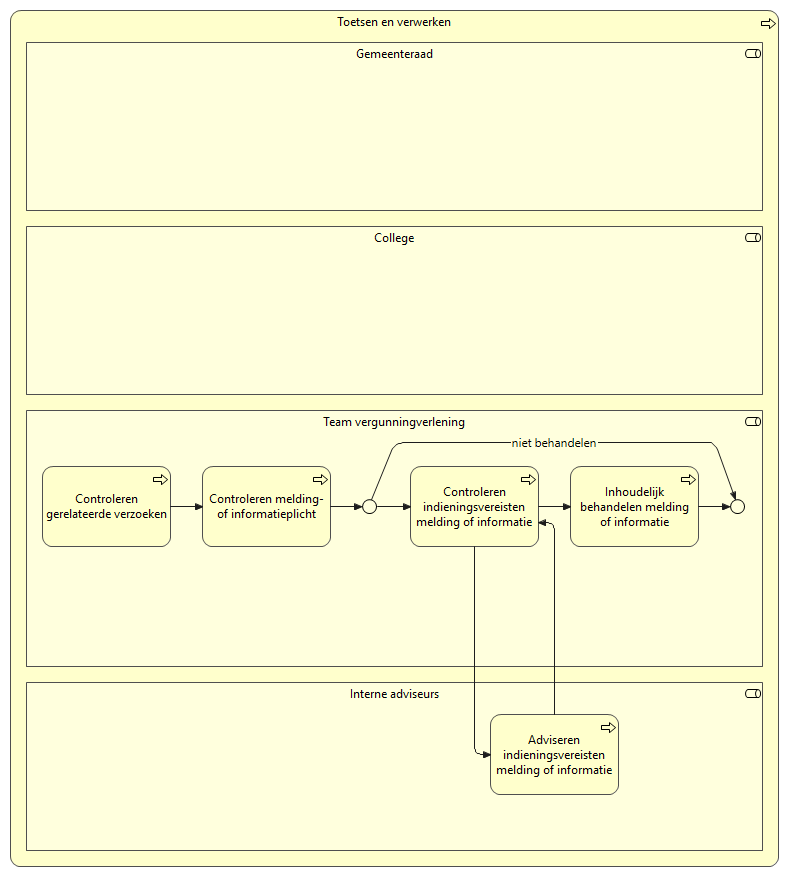 Toetsen en verwerken
Gemeenteraad
College
Team vergunningverlening
niet behandelen
Controleren
gerelateerde verzoeken
Controleren melding-
of informatieplicht
Controleren
indieningsvereisten
melding of informatie
Inhoudelijk
behandelen melding
of informatie
Interne adviseurs
Adviseren
indieningsvereisten
melding of informatie